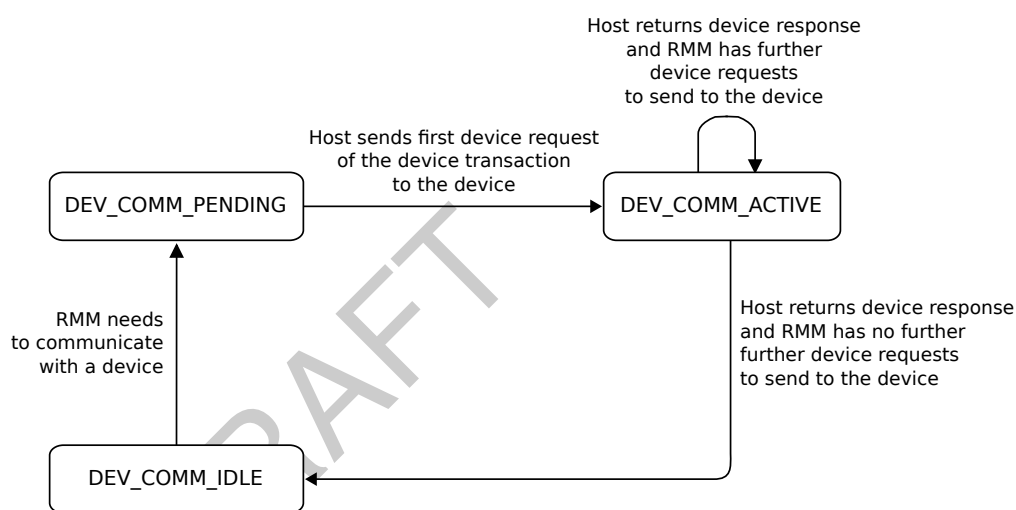 Host returns device response
and RMM has further
device requests
to send to the device
Host sends first device request
of the device transaction
to the device
DEV_COMM_PENDING
DEV_COMM_ACTIVE
RMM needs
to communicate
with a device
Host returns device response
and RMM has no further
further device requests
to send to the device
DEV_COMM_IDLE
RAFT